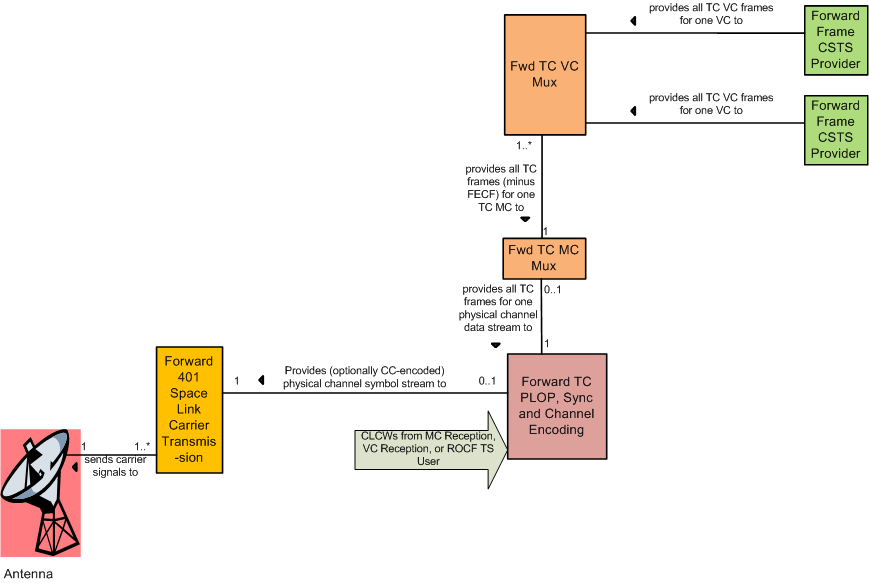 provides all TC VC frames
for one VC to
Forward
Frame
CSTS
Provider
Fwd TC VC
Mux
provides all TC VC frames
for one VC to
Forward
Frame
CSTS
Provider
1..*
provides all TC
frames (minus
FECF) for one
TC MC to
1
Fwd TC MC
Mux
0..1
provides all TC
frames for one
physical channel
data stream to
1
Forward
401
Space
Link
Carrier
Transmis
-sion
1
Provides (optionally CC-encoded)
physical channel symbol stream to
0..1
Forward TC
PLOP, Sync
and Channel
Encoding
CLCWs from MC Reception,
VC Reception, or ROCF TS
User
1
1..*
sends carrier
signals to
Antenna